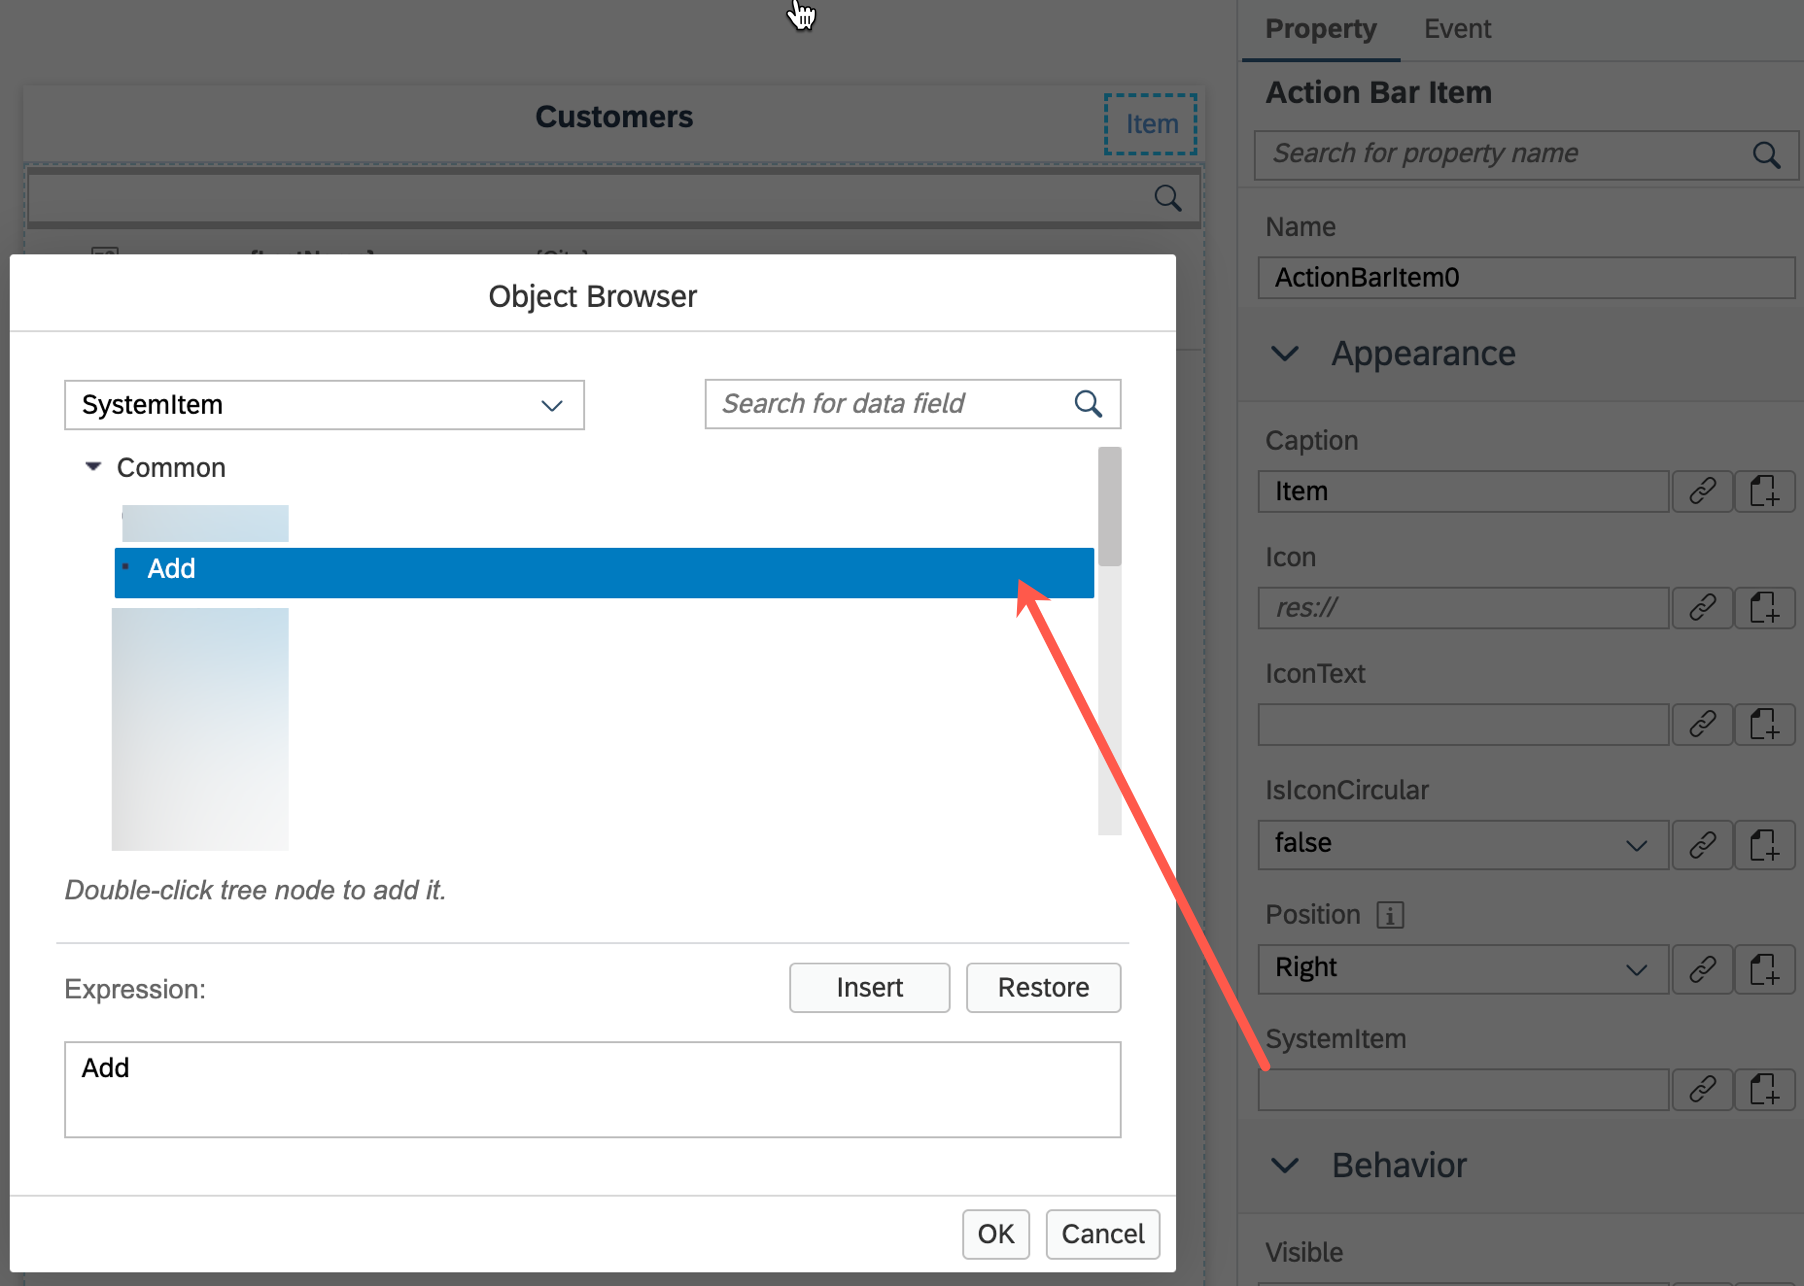 Property Event
Action Bar Item
Customers
Item
Search for property name
Name
ActionBarItem0
Object Browser
Appearance
SystemItem
Search for data field
Common
Caption
Item
Add
Icon
res://
IconText
IsIconCircular
false
Double-click tree node to add it.
Position
Right
Expression:
Insert
Restore
SystemItem
Add
Behavior
OK
Cancel
Visible